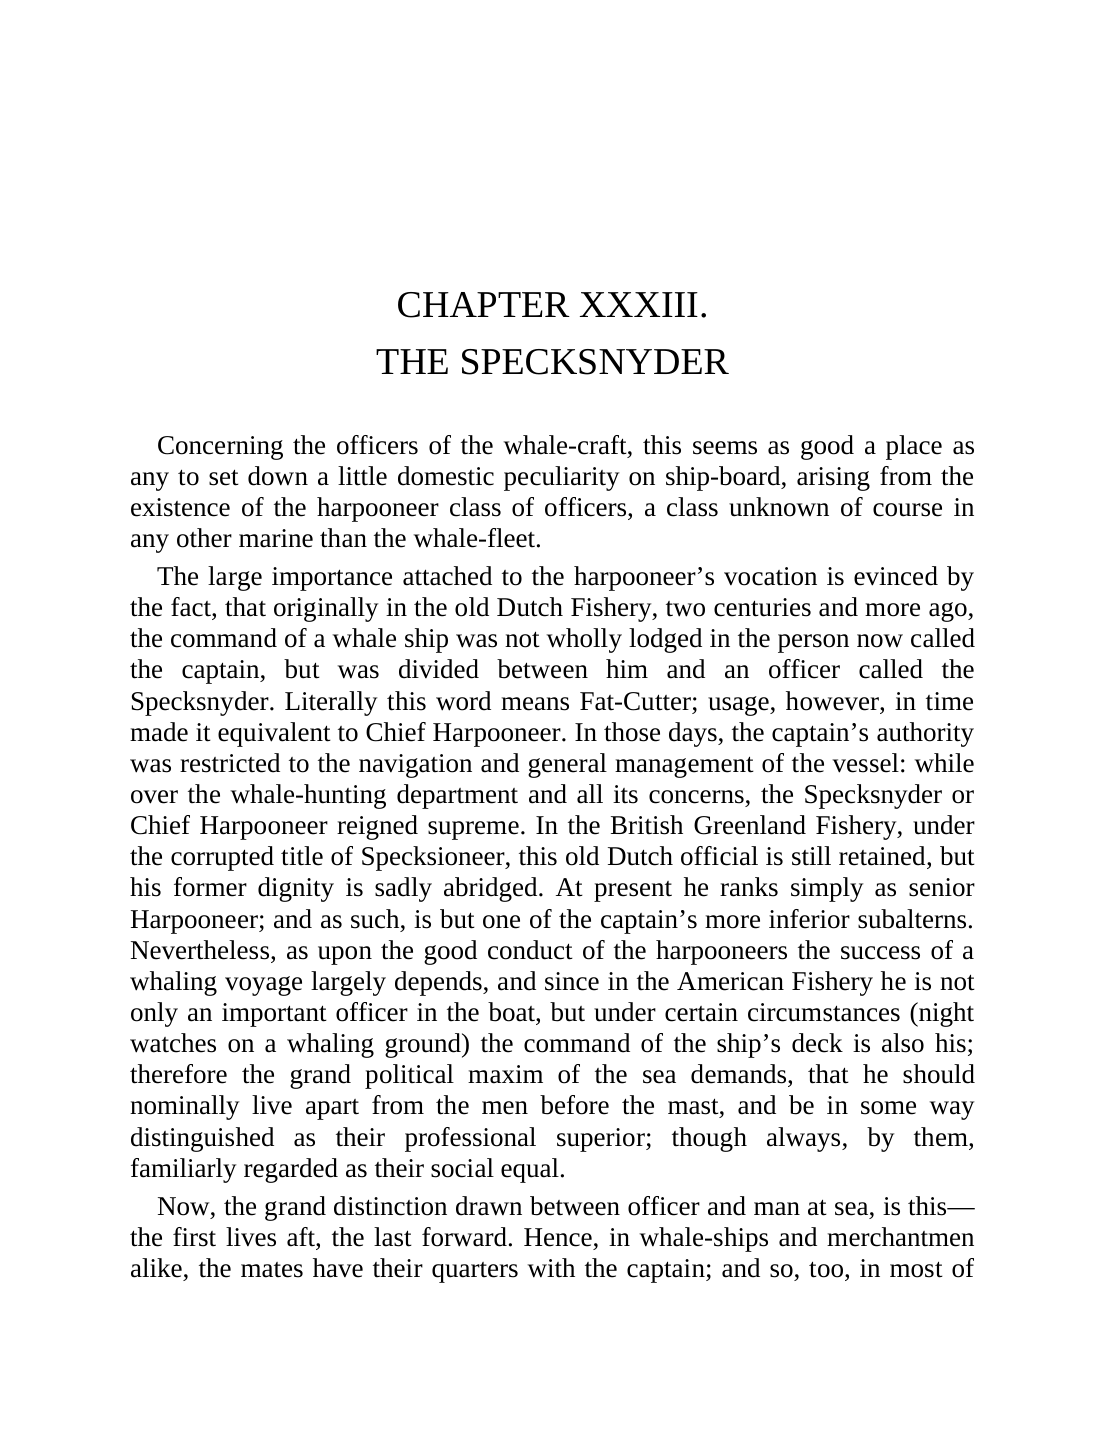 CHAPTER XXXIII.
THE SPECKSNYDER
Concerning the officers of the whale-craft, this seems as good a place as
any to set down a little domestic peculiarity on ship-board, arising from the
existence of the harpooneer class of officers, a class unknown of course in
any other marine than the whale-fleet.
The large importance attached to the harpooneer’s vocation is evinced by
the fact, that originally in the old Dutch Fishery, two centuries and more ago,
the command of a whale ship was not wholly lodged in the person now called
the captain, but was divided between him and an officer called the
Specksnyder. Literally this word means Fat-Cutter; usage, however, in time
made it equivalent to Chief Harpooneer. In those days, the captain’s authority
was restricted to the navigation and general management of the vessel: while
over the whale-hunting department and all its concerns, the Specksnyder or
Chief Harpooneer reigned supreme. In the British Greenland Fishery, under
the corrupted title of Specksioneer, this old Dutch official is still retained, but
his former dignity is sadly abridged. At present he ranks simply as senior
Harpooneer; and as such, is but one of the captain’s more inferior subalterns.
Nevertheless, as upon the good conduct of the harpooneers the success of a
whaling voyage largely depends, and since in the American Fishery he is not
only an important officer in the boat, but under certain circumstances (night
watches on a whaling ground) the command of the ship’s deck is also his;
therefore the grand political maxim of the sea demands, that he should
nominally live apart from the men before the mast, and be in some way
distinguished as their professional superior; though always, by them,
familiarly regarded as their social equal.
Now, the grand distinction drawn between officer and man at sea, is this—
the first lives aft, the last forward. Hence, in whale-ships and merchantmen
alike, the mates have their quarters with the captain; and so, too, in most of